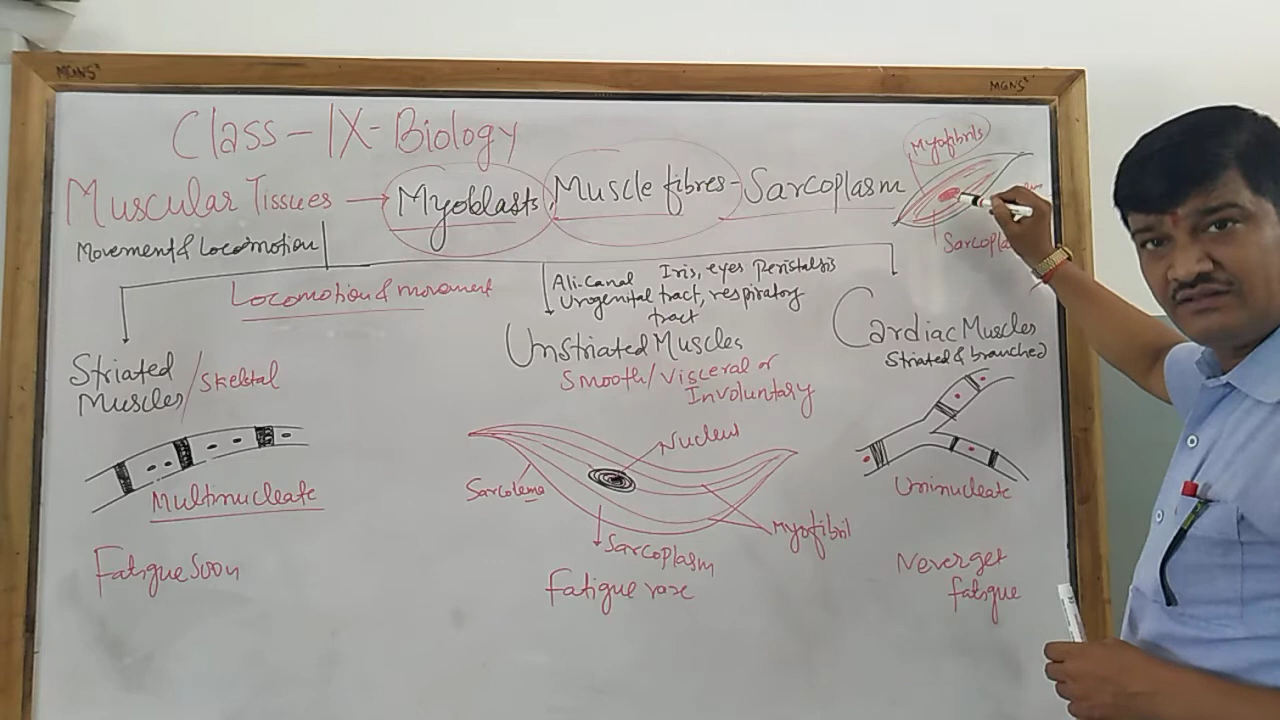 MGNS
MGNS
Class - IX - Biology
Myofibrils
Muscular Tissues → Myoblasts, Muscle fibres - Sarcoplasm
Movement & Locomotion
Locomotion & movement
Ali.canal Iris, eyes Peristalsis
Urogenital tract, respiratory
tract
Striated
Muscles / Skeletal
Unstriated Muscles
Smooth / Visceral or
Involuntary
Cardiac Muscles
Striated & branched
Nucleus
Sarcolema
Myofibril
Sarcoplasm
Multinucleate
Uninucleate
Fatigue soon
Fatigue rare
Never get
fatigue